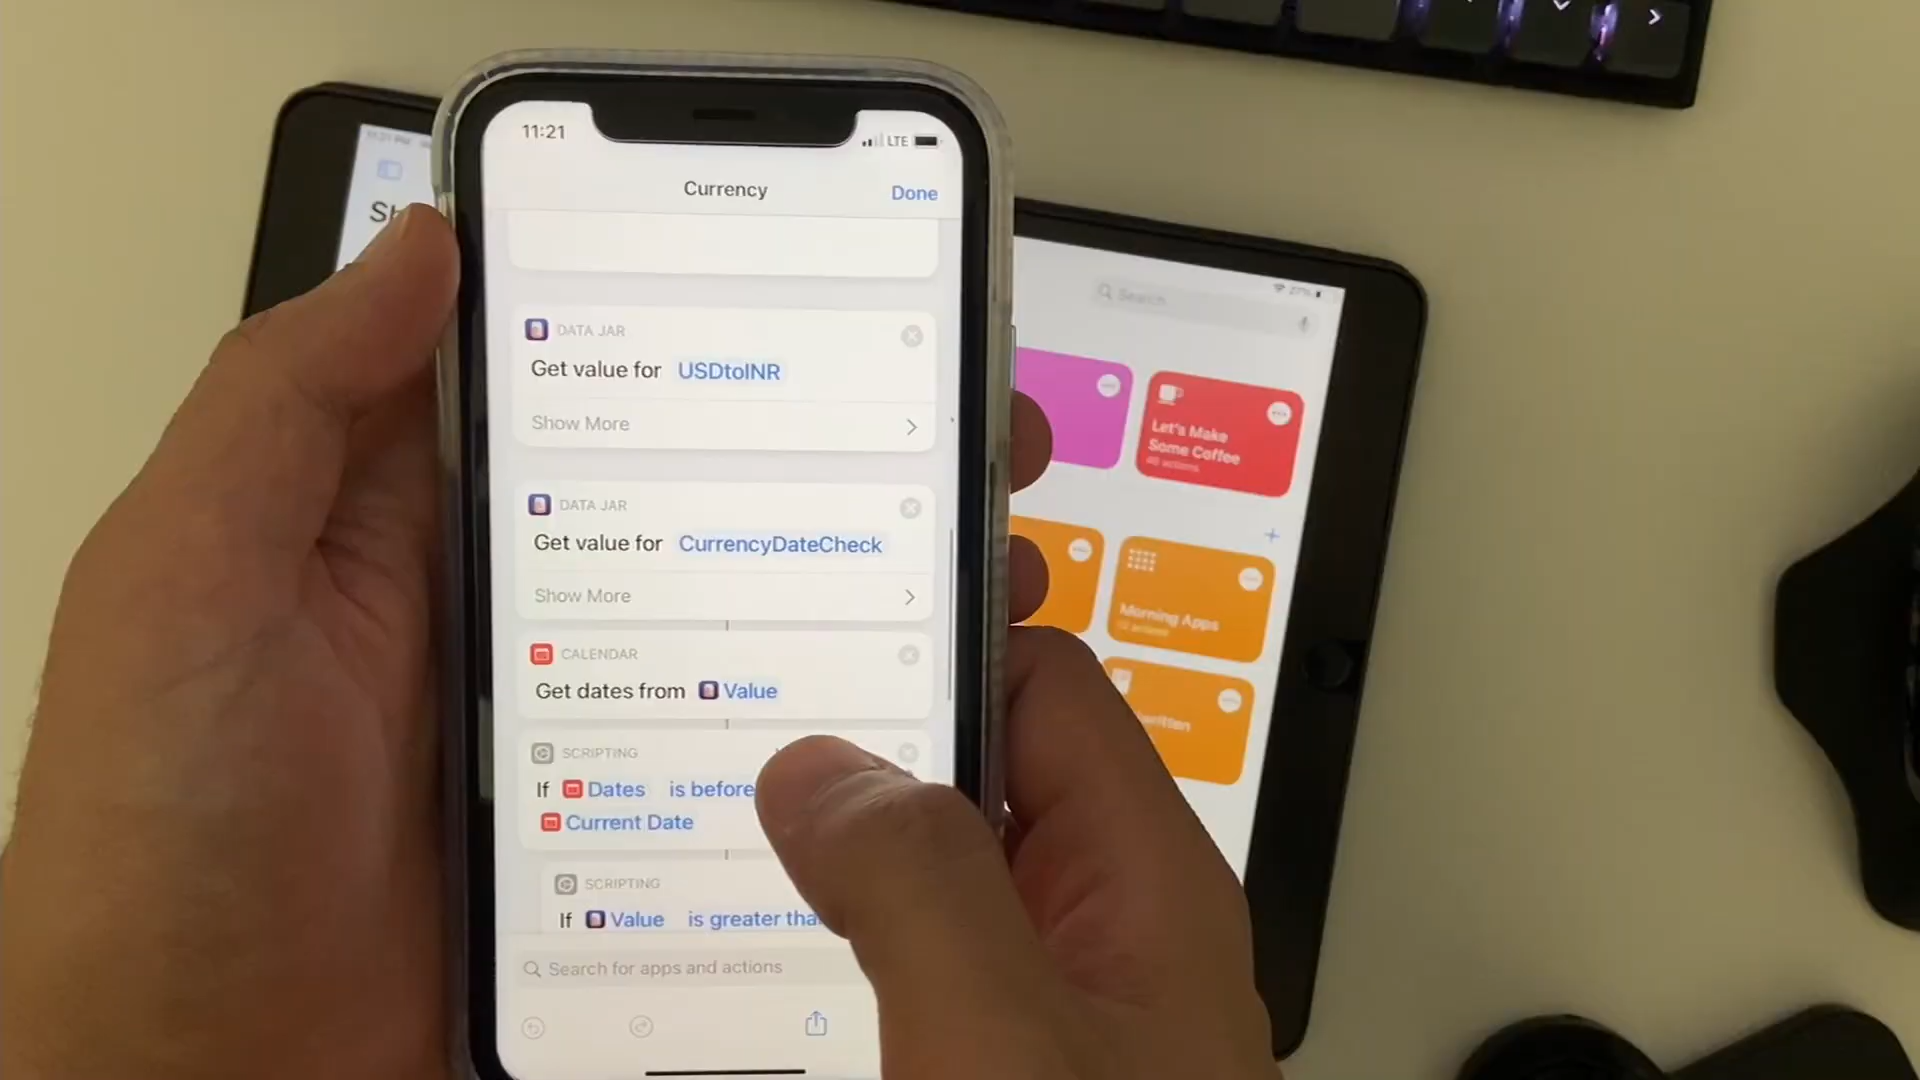 11:21
LTE
Currency
Done
DATA JAR
Get value for USDtoINR
Show More
DATA JAR
Get value for CurrencyDateCheck
Show More
CALENDAR
Get dates from Value
SCRIPTING
If Dates is before
Current Date
SCRIPTING
If Value is greater tha
Search for apps and actions
Search
27%
Let's Make
Some Coffee
Morning Apps